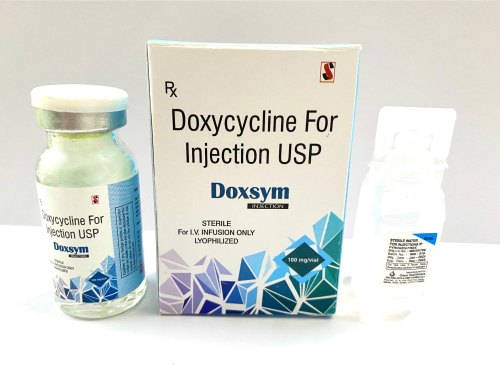 Doxycycline For
Injection USP
Doxsym
INJECTION
S
Rx
Doxycycline For
Injection USP
Doxsym
INJECTION
STERILE
For I.V. INFUSION ONLY
LYOPHILIZED
100 mg/vial
STERILE WATER
FOR INJECTIONS IP